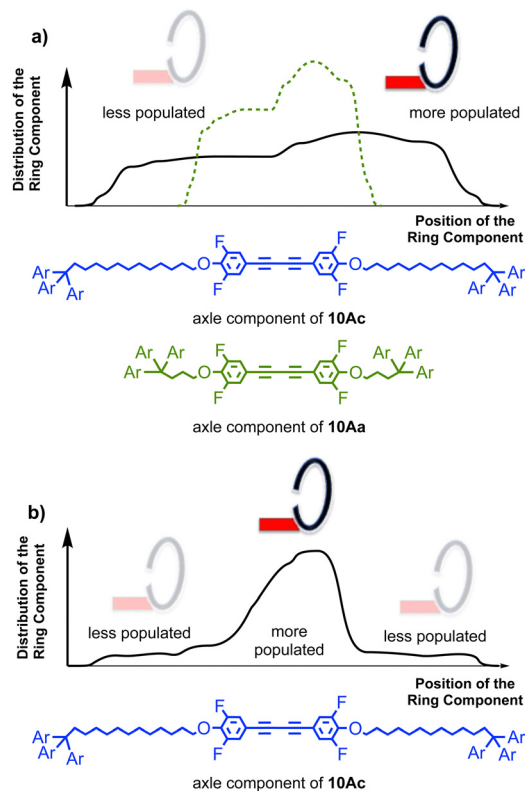 a)
Distribution of the
Ring Component
less populated
more populated
Position of the
Ring Component
Ar
Ar
Ar
O
F
F
F
F
O
Ar
Ar
Ar
axle component of 10Ac
Ar
Ar
Ar
O
F
F
F
F
O
Ar
Ar
Ar
axle component of 10Aa
b)
Distribution of the
Ring Component
less populated
more
populated
less populated
Position of the
Ring Component
Ar
Ar
Ar
O
F
F
F
F
O
Ar
Ar
Ar
axle component of 10Ac